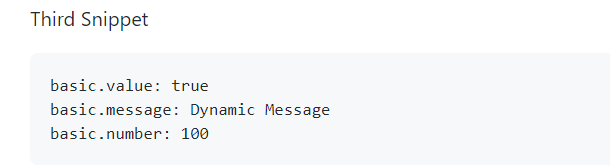 Third Snippet
basic.value: true
basic.message: Dynamic Message
basic.number: 100